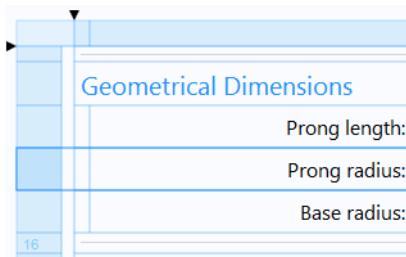 Geometrical Dimensions
Prong length:
Prong radius:
Base radius:
16